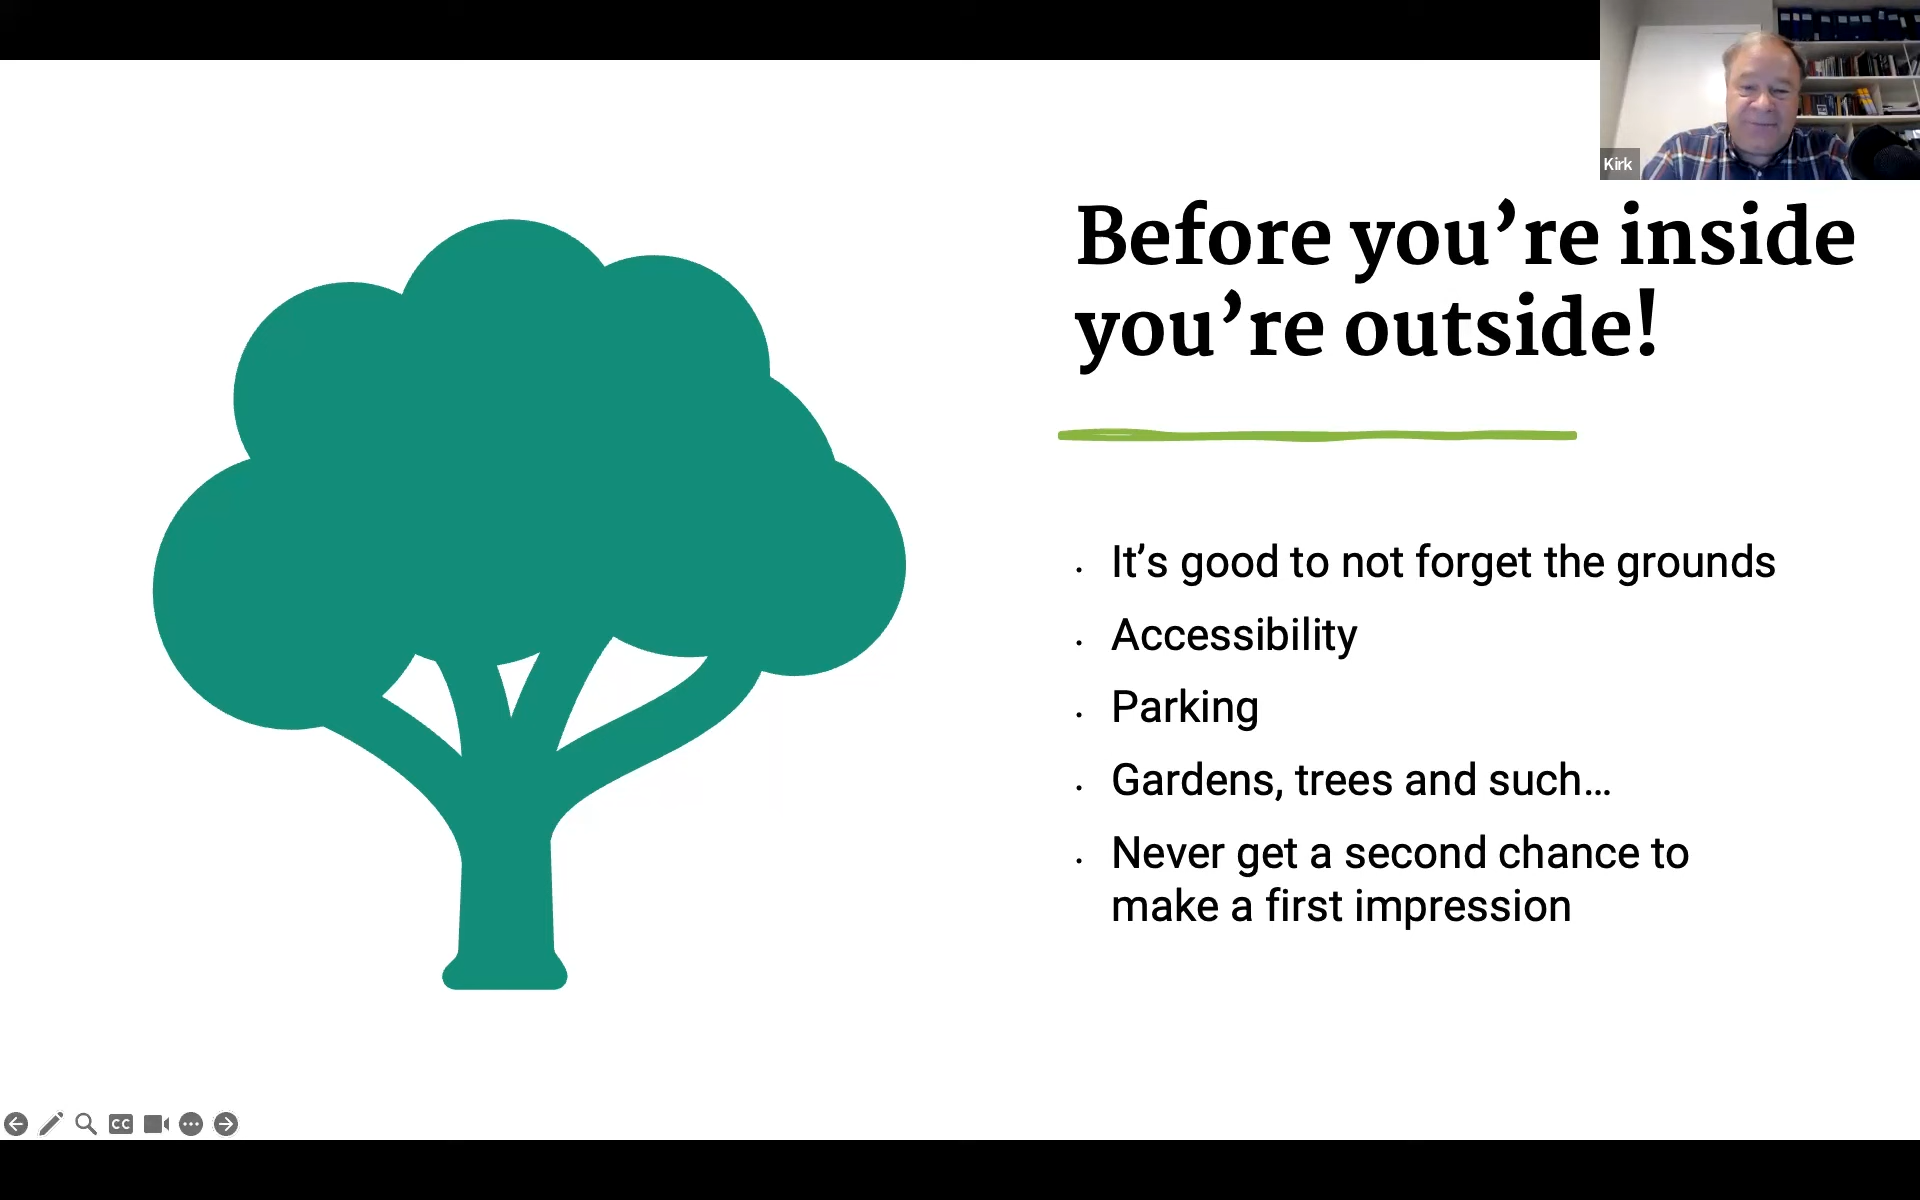 Kirk
Before you’re inside
you’re outside!
• It’s good to not forget the grounds
• Accessibility
• Parking
• Gardens, trees and such…
• Never get a second chance to
make a first impression
CC